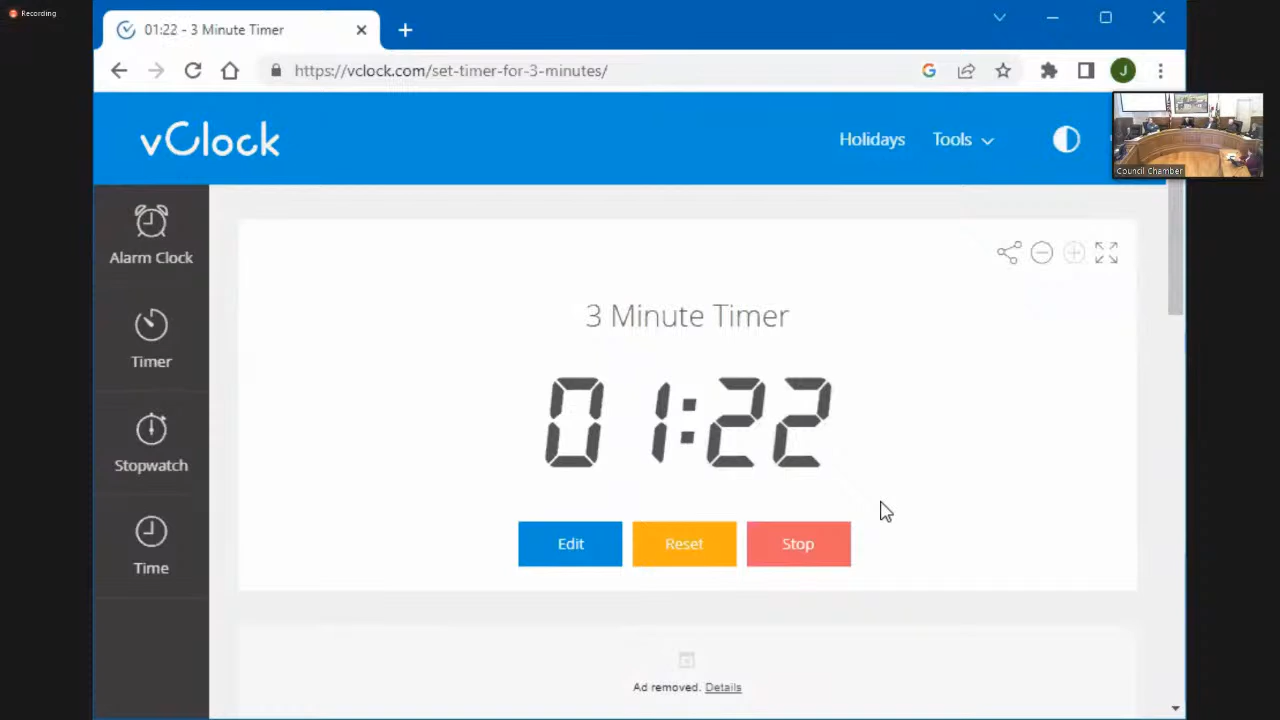 Recording
01:22 - 3 Minute Timer
https://vclock.com/set-timer-for-3-minutes/
J
vClock
Holidays
Tools
Council Chamber
Alarm Clock
Timer
Stopwatch
Time
3 Minute Timer
01:22
Edit
Reset
Stop
Ad removed. Details